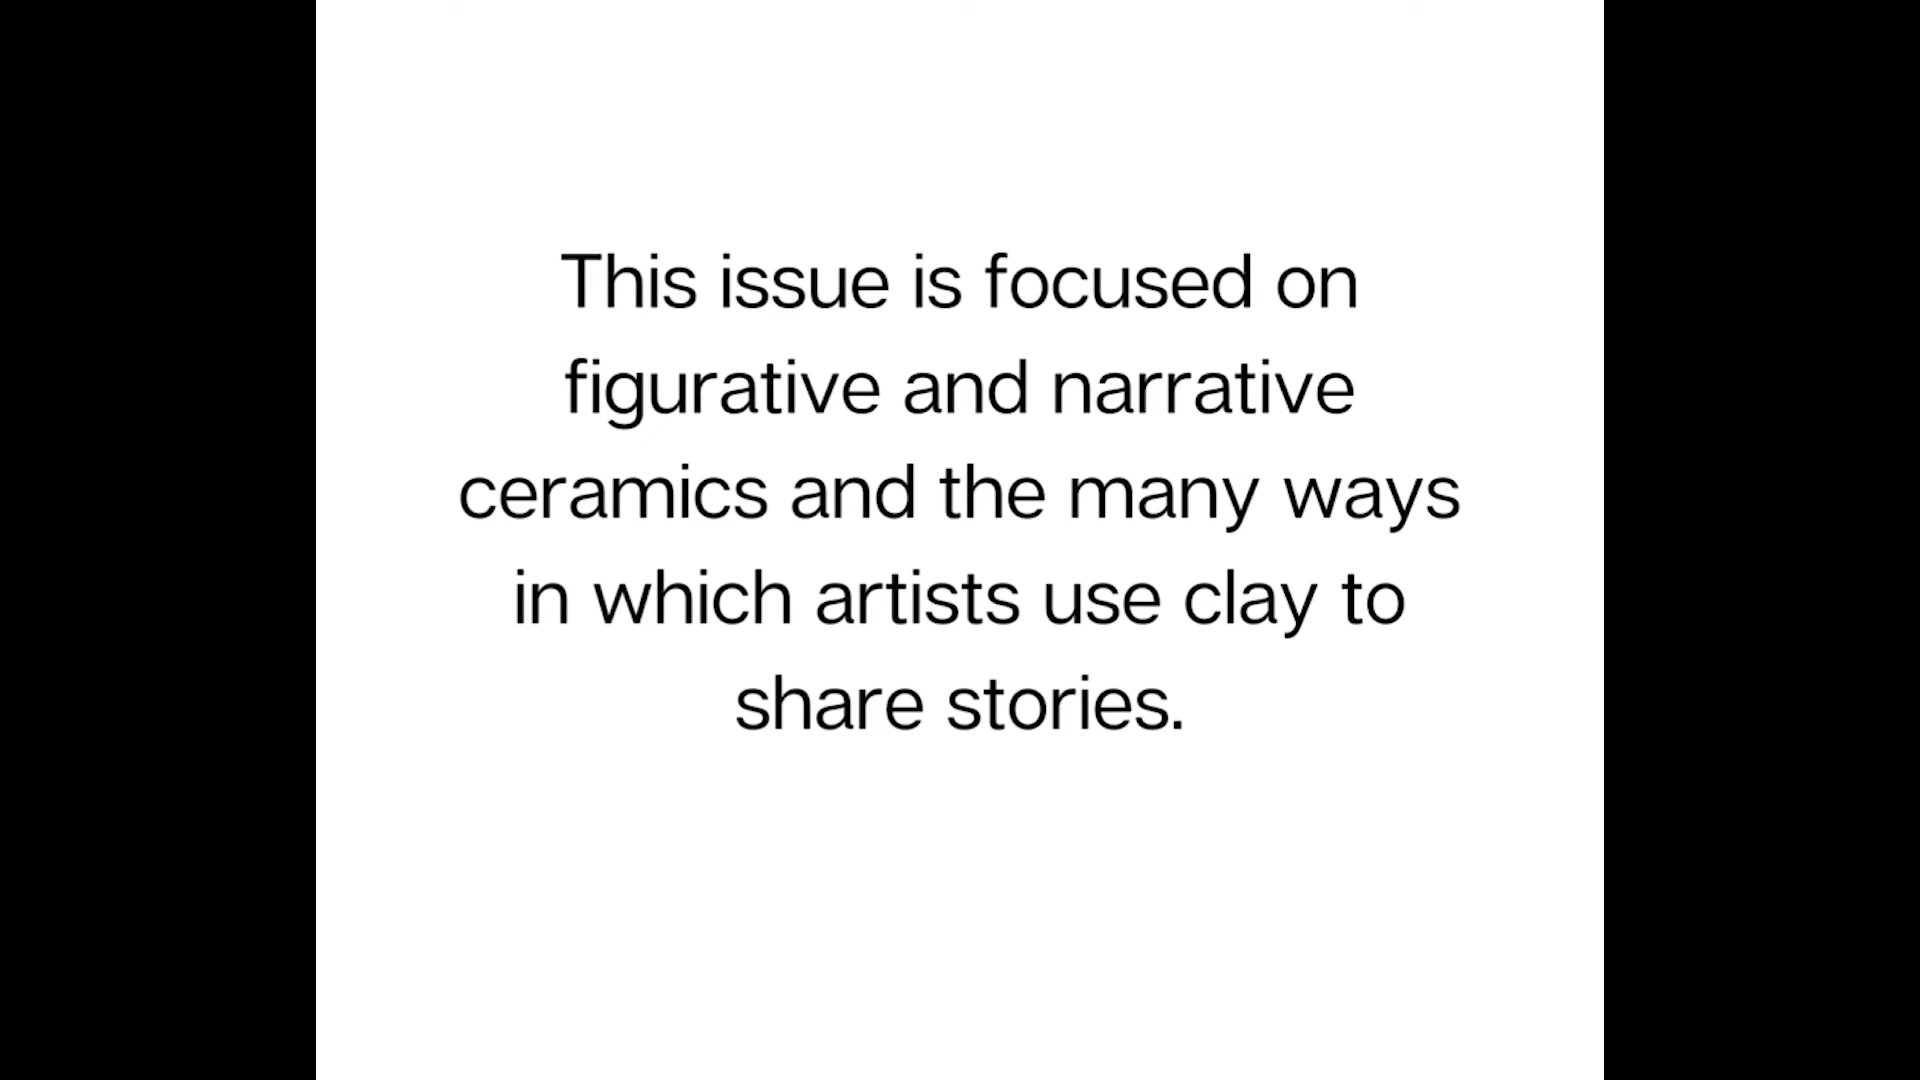 This issue is focused on
figurative and narrative
ceramics and the many ways
in which artists use clay to
share stories.